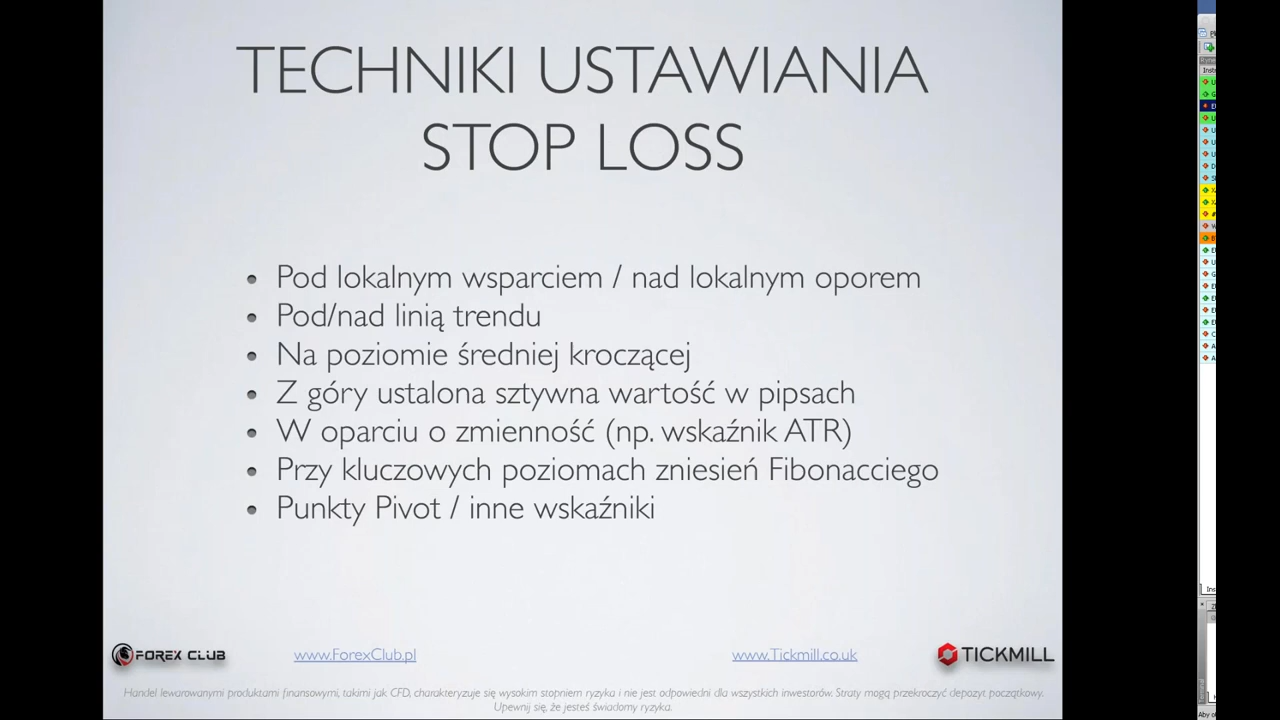 TECHNIKI USTAWIANIA
STOP LOSS
• Pod lokalnym wsparciem / nad lokalnym oporem
• Pod/nad linią trendu
• Na poziomie średniej kroczącej
• Z góry ustalona sztywna wartość w pipsach
• W oparciu o zmienność (np. wskaźnik ATR)
• Przy kluczowych poziomach zniesień Fibonacciego
• Punkty Pivot / inne wskaźniki
FOREX CLUB
www.ForexClub.pl
www.Tickmill.co.uk
TICKMILL
Handel lewarowanymi produktami finansowymi, takimi jak CFD, charakteryzuje się wysokim stopniem ryzyka i nie jest odpowiedni dla wszystkich inwestorów. Straty mogą przekroczyć depozyt początkowy.
Upewnij się, że jesteś świadomy ryzyka.